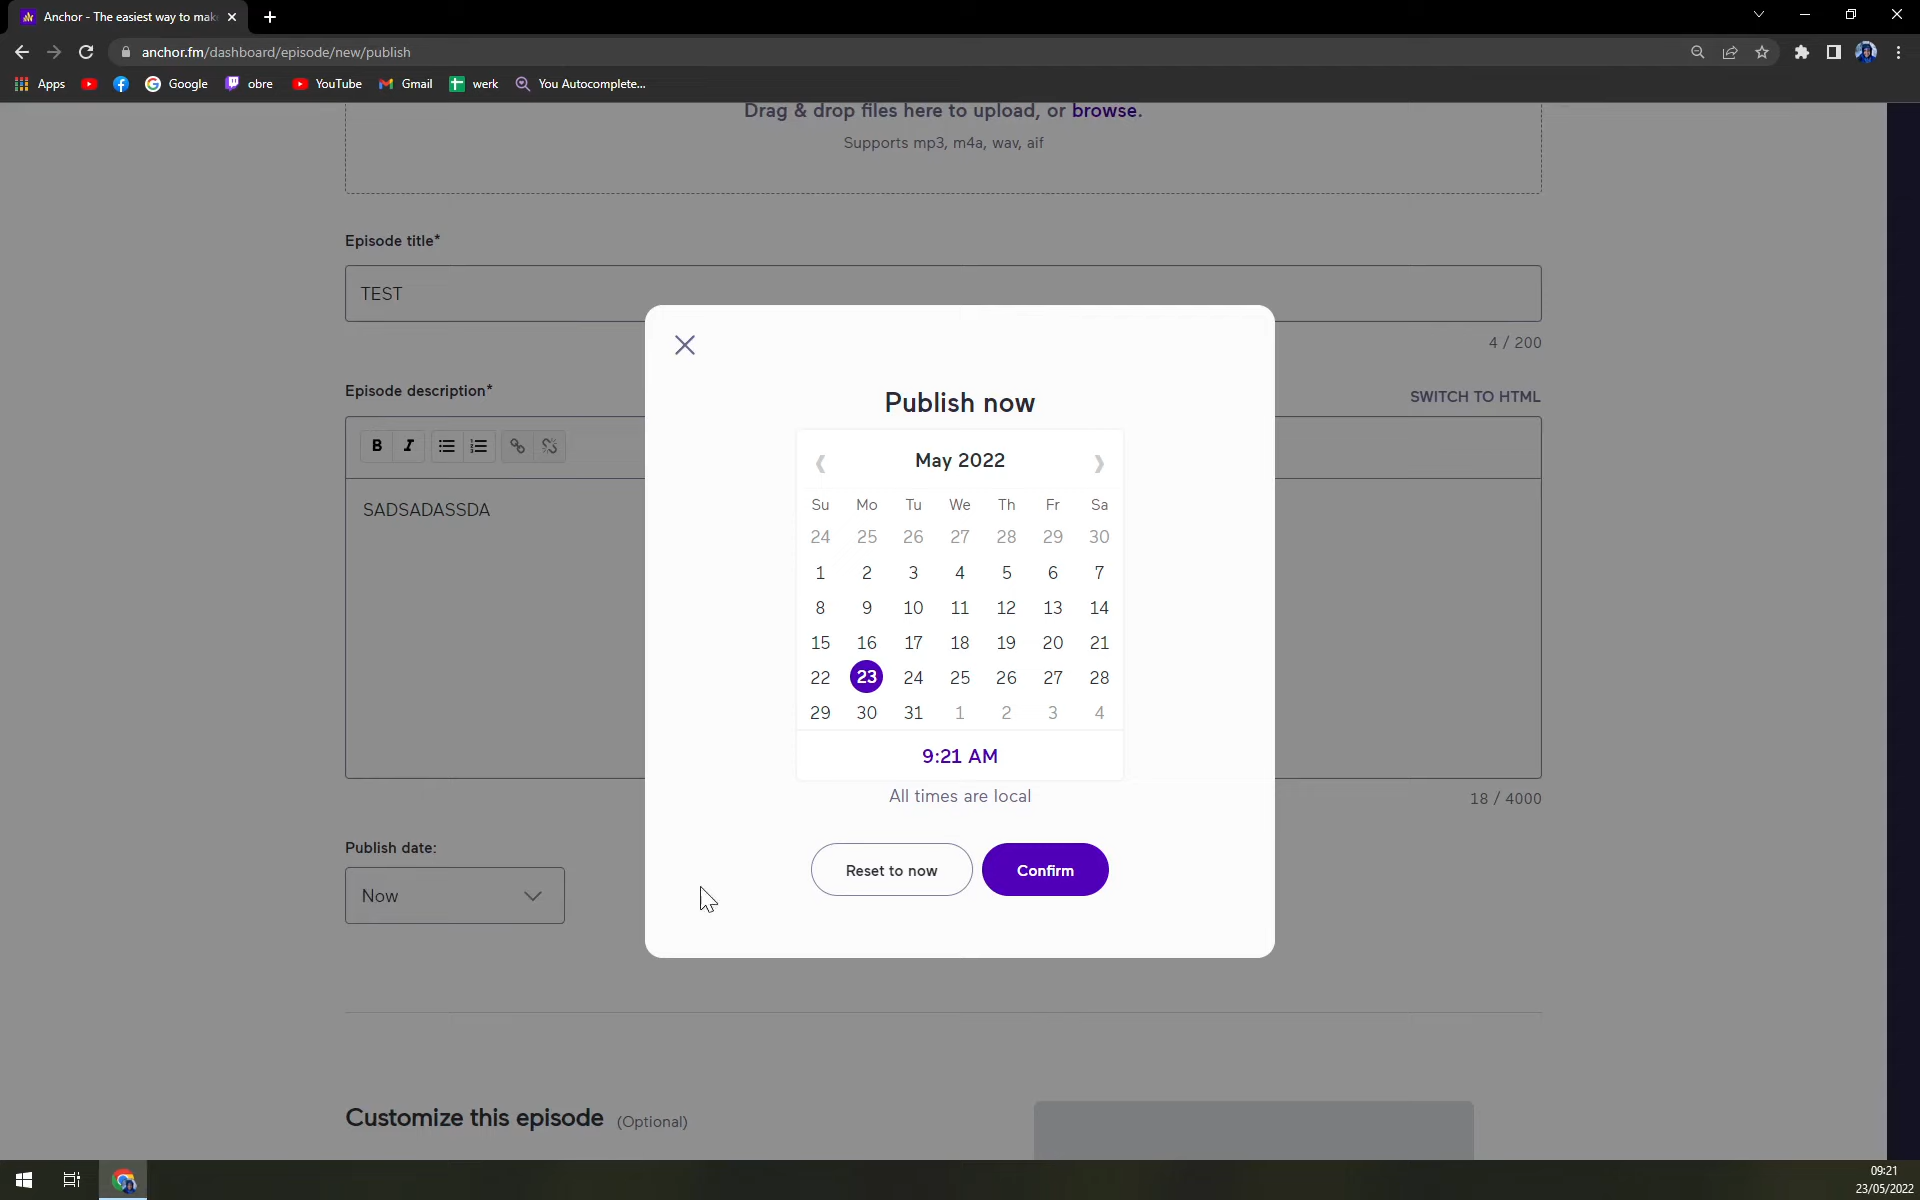 Anchor - The easiest way to mak
anchor.fm/dashboard/episode/new/publish
Apps Google obre YouTube Gmail werk You Autocomplete...
Drag & drop files here to upload, or browse.
Supports mp3, m4a, wav, aif
Episode title*
TEST
4 / 200
Episode description*
SWITCH TO HTML
B I
SADSADASSDA
18 / 4000
Publish date:
Now
Publish now
May 2022
Su Mo Tu We Th Fr Sa
24 25 26 27 28 29 30
1 2 3 4 5 6 7
8 9 10 11 12 13 14
15 16 17 18 19 20 21
22 23 24 25 26 27 28
29 30 31 1 2 3 4
9:21 AM
All times are local
Reset to now Confirm
Customize this episode (Optional)
09:21
23/05/2022